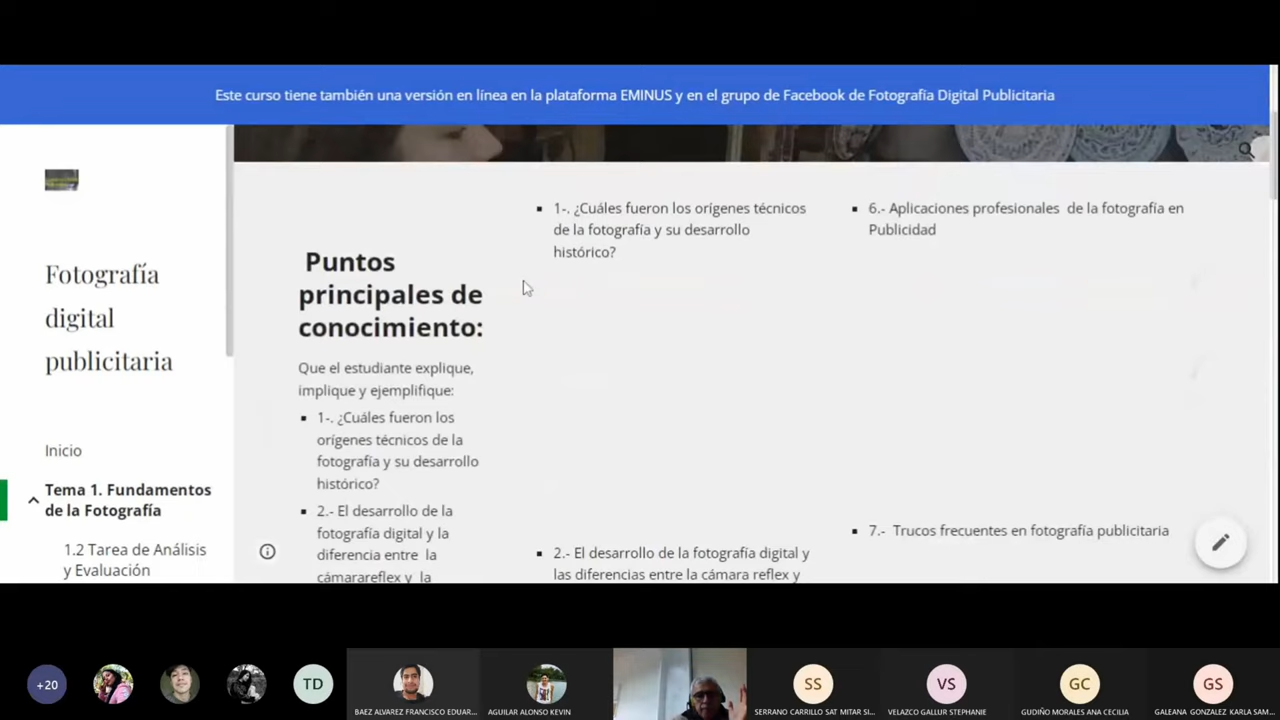 Este curso tiene también una versión en línea en la plataforma EMINUS y en el grupo de Facebook de Fotografía Digital Publicitaria
Fotografía
digital
publicitaria
Inicio
Tema 1. Fundamentos
de la Fotografía
1.2 Tarea de Análisis
y Evaluación
Puntos
principales de
conocimiento:
Que el estudiante explique,
implique y ejemplifique:
1-. ¿Cuáles fueron los
orígenes técnicos de la
fotografía y su desarrollo
histórico?
2.- El desarrollo de la
fotografía digital y la
diferencia entre la
cámarareflex y la
1-. ¿Cuáles fueron los orígenes técnicos
de la fotografía y su desarrollo
histórico?
2.- El desarrollo de la fotografía digital y
las diferencias entre la cámara reflex y
6.- Aplicaciones profesionales de la fotografía en
Publicidad
7.- Trucos frecuentes en fotografía publicitaria
+20
TD
BAEZ ALVAREZ FRANCISCO EDUAR...
AGUILAR ALONSO KEVIN
SS
SERRANO CARRILLO SAT MITAR SI...
VS
VELAZCO GALLUR STEPHANIE
GC
GUDIÑO MORALES ANA CECILIA
GS
GALEANA GONZALEZ KARLA SAM...